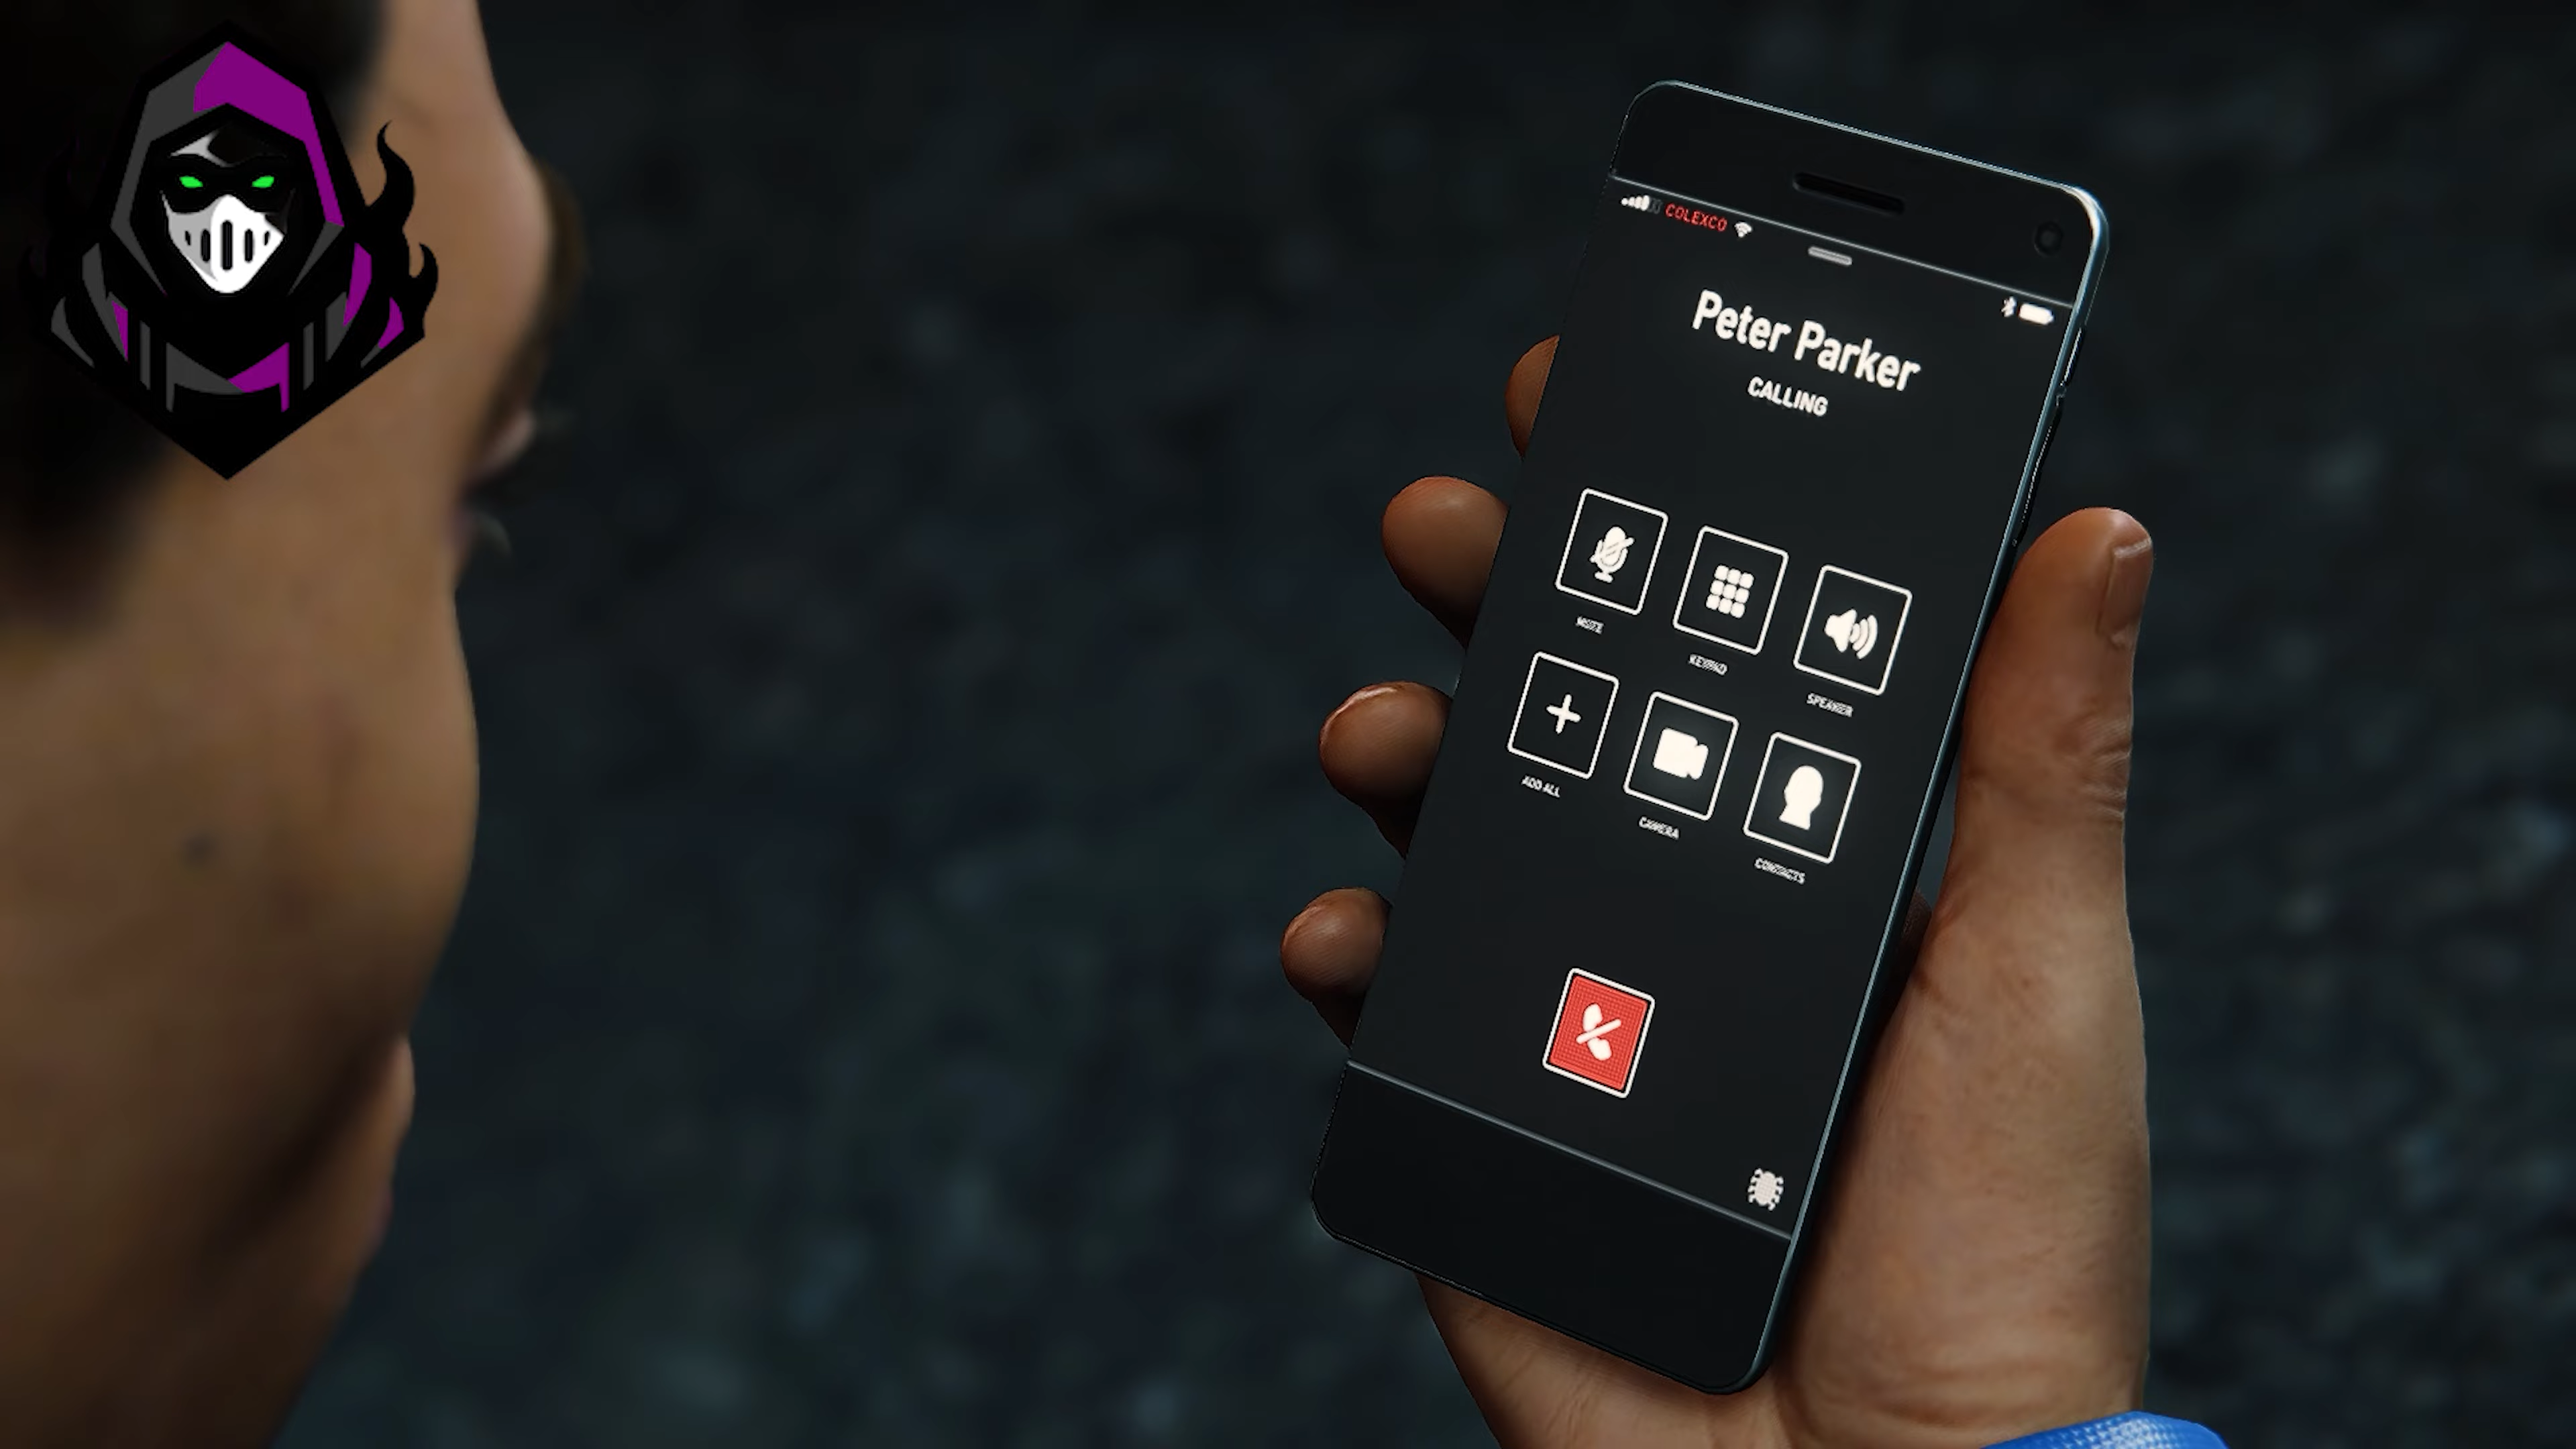 COLEXCO
Peter Parker
CALLING
MUTE
KEYPAD
SPEAKER
ADD ALL
CAMERA
CONTACTS